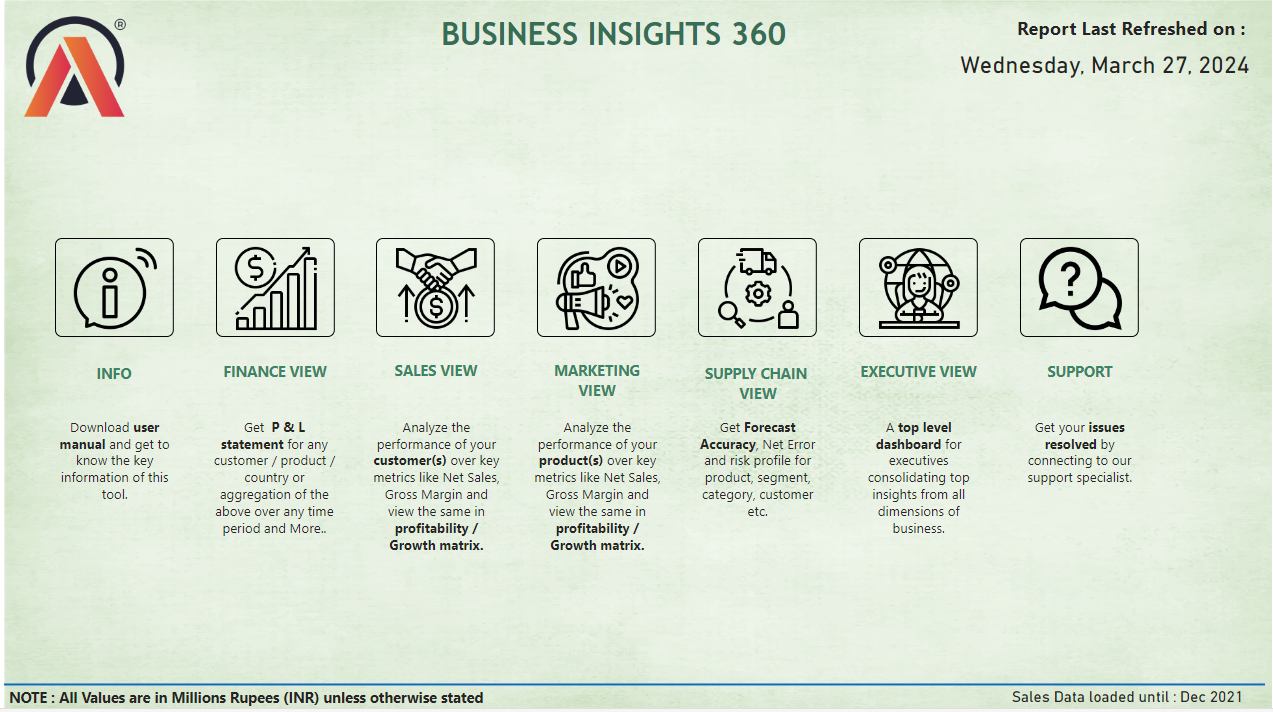 ®
BUSINESS INSIGHTS 360
Report Last Refreshed on :
Wednesday, March 27, 2024
INFO
Download user
manual and get to
know the key
information of this
tool.
FINANCE VIEW
Get P & L
statement for any
customer / product /
country or
aggregation of the
above over any time
period and More..
SALES VIEW
Analyze the
performance of your
customer(s) over key
metrics like Net Sales,
Gross Margin and
view the same in
profitability /
Growth matrix.
MARKETING
VIEW
Analyze the
performance of your
product(s) over key
metrics like Net Sales,
Gross Margin and
view the same in
profitability /
Growth matrix.
SUPPLY CHAIN
VIEW
Get Forecast
Accuracy, Net Error
and risk profile for
product, segment,
category, customer
etc.
EXECUTIVE VIEW
A top level
dashboard for
executives
consolidating top
insights from all
dimensions of
business.
SUPPORT
Get your issues
resolved by
connecting to our
support specialist.
NOTE : All Values are in Millions Rupees (INR) unless otherwise stated
Sales Data loaded until : Dec 2021